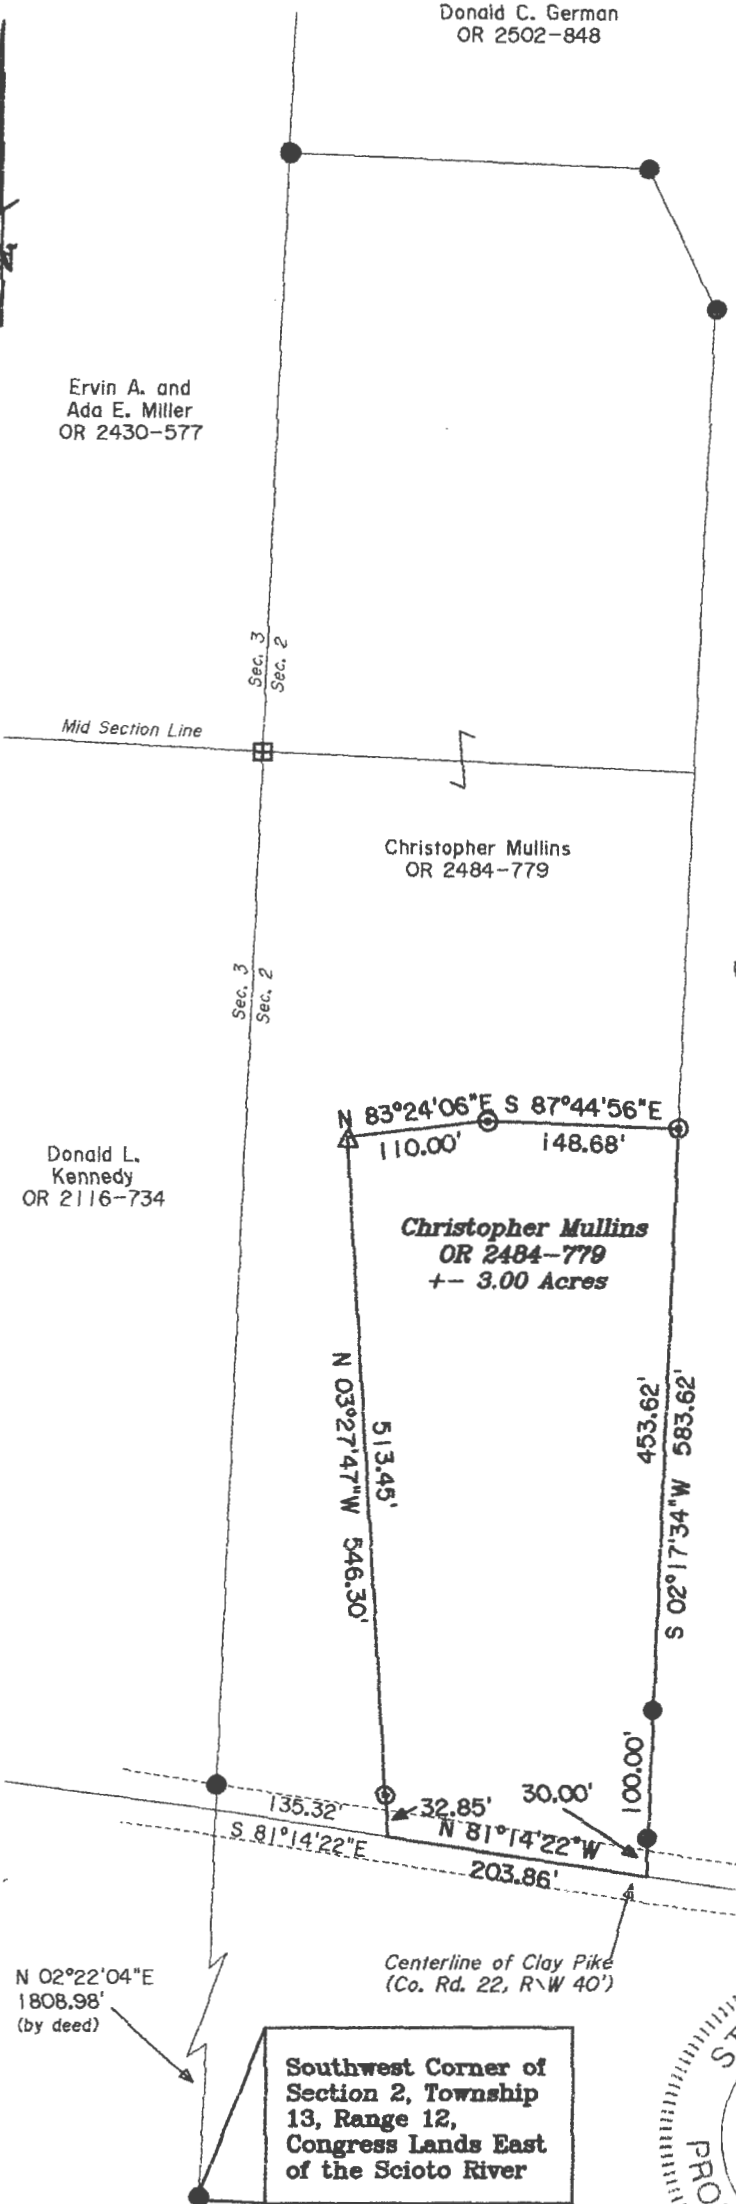 Donald C. German
OR 2502-848
Ervin A. and
Ada E. Miller
OR 2430-577
Sec. 3
Sec. 2
Mid Section Line
Christopher Mullins
OR 2484-779
Sec. 3
Sec. 2
N 83°24'06"E S 87°44'56"E
110.00' 148.68'
Donald L.
Kennedy
OR 2116-734
Christopher Mullins
OR 2484-779
+- 3.00 Acres
513.45'
N 03°27'47"W 546.30'
453.62'
S 02°17'34"W 583.62'
100.00'
135.32' 32.85' 30.00'
S 81°14'22"E N 81°14'22"W
203.86'
Centerline of Clay Pike
(Co. Rd. 22, R\W 40')
N 02°22'04"E
1808.98'
(by deed)
Southwest Corner of
Section 2, Township
13, Range 12,
Congress Lands East
of the Scioto River
PRO